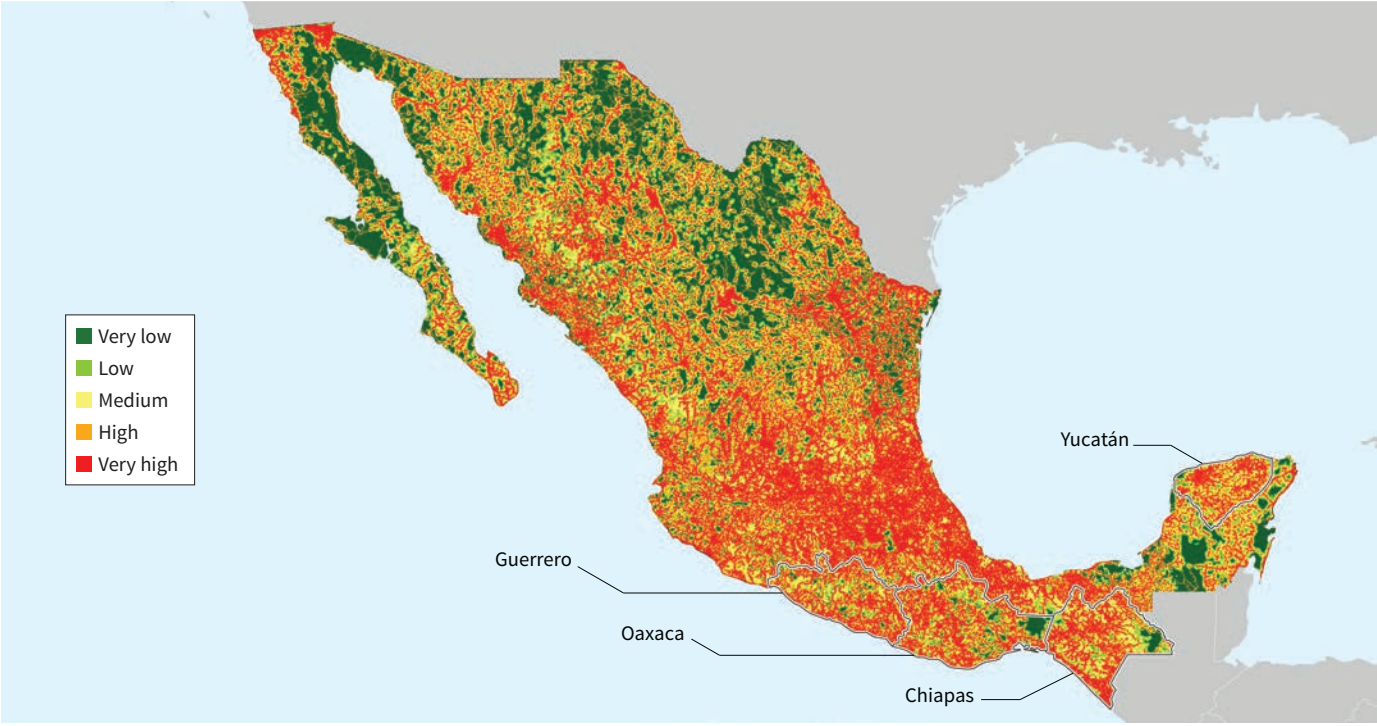 Very low
Low
Medium
High
Very high
Yucatán
Guerrero
Oaxaca
Chiapas